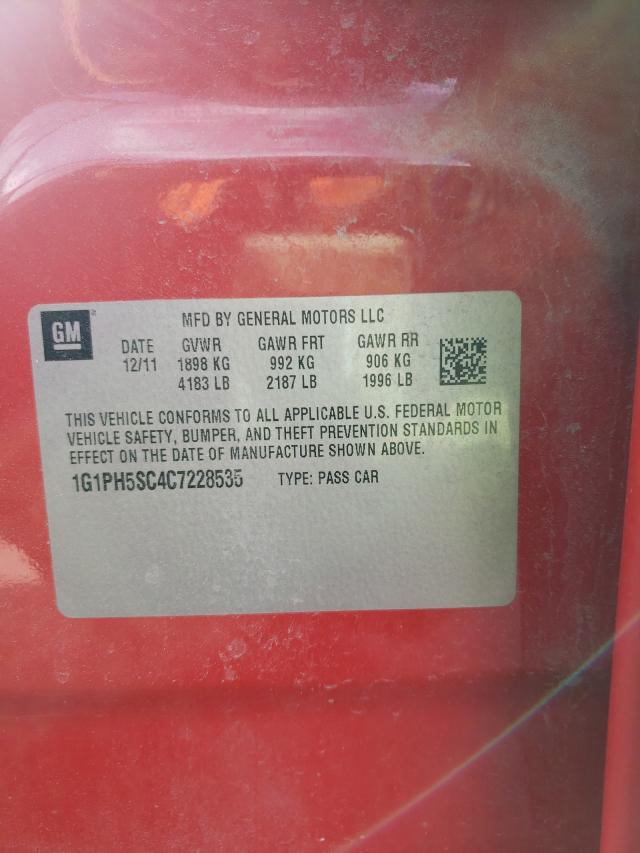 GM
MFD BY GENERAL MOTORS LLC
DATE GVWR GAWR FRT GAWR RR
12/11 1898 KG 992 KG 906 KG
4183 LB 2187 LB 1996 LB
THIS VEHICLE CONFORMS TO ALL APPLICABLE U.S. FEDERAL MOTOR
VEHICLE SAFETY, BUMPER, AND THEFT PREVENTION STANDARDS IN
EFFECT ON THE DATE OF MANUFACTURE SHOWN ABOVE.
1G1PH5SC4C7228535 TYPE: PASS CAR